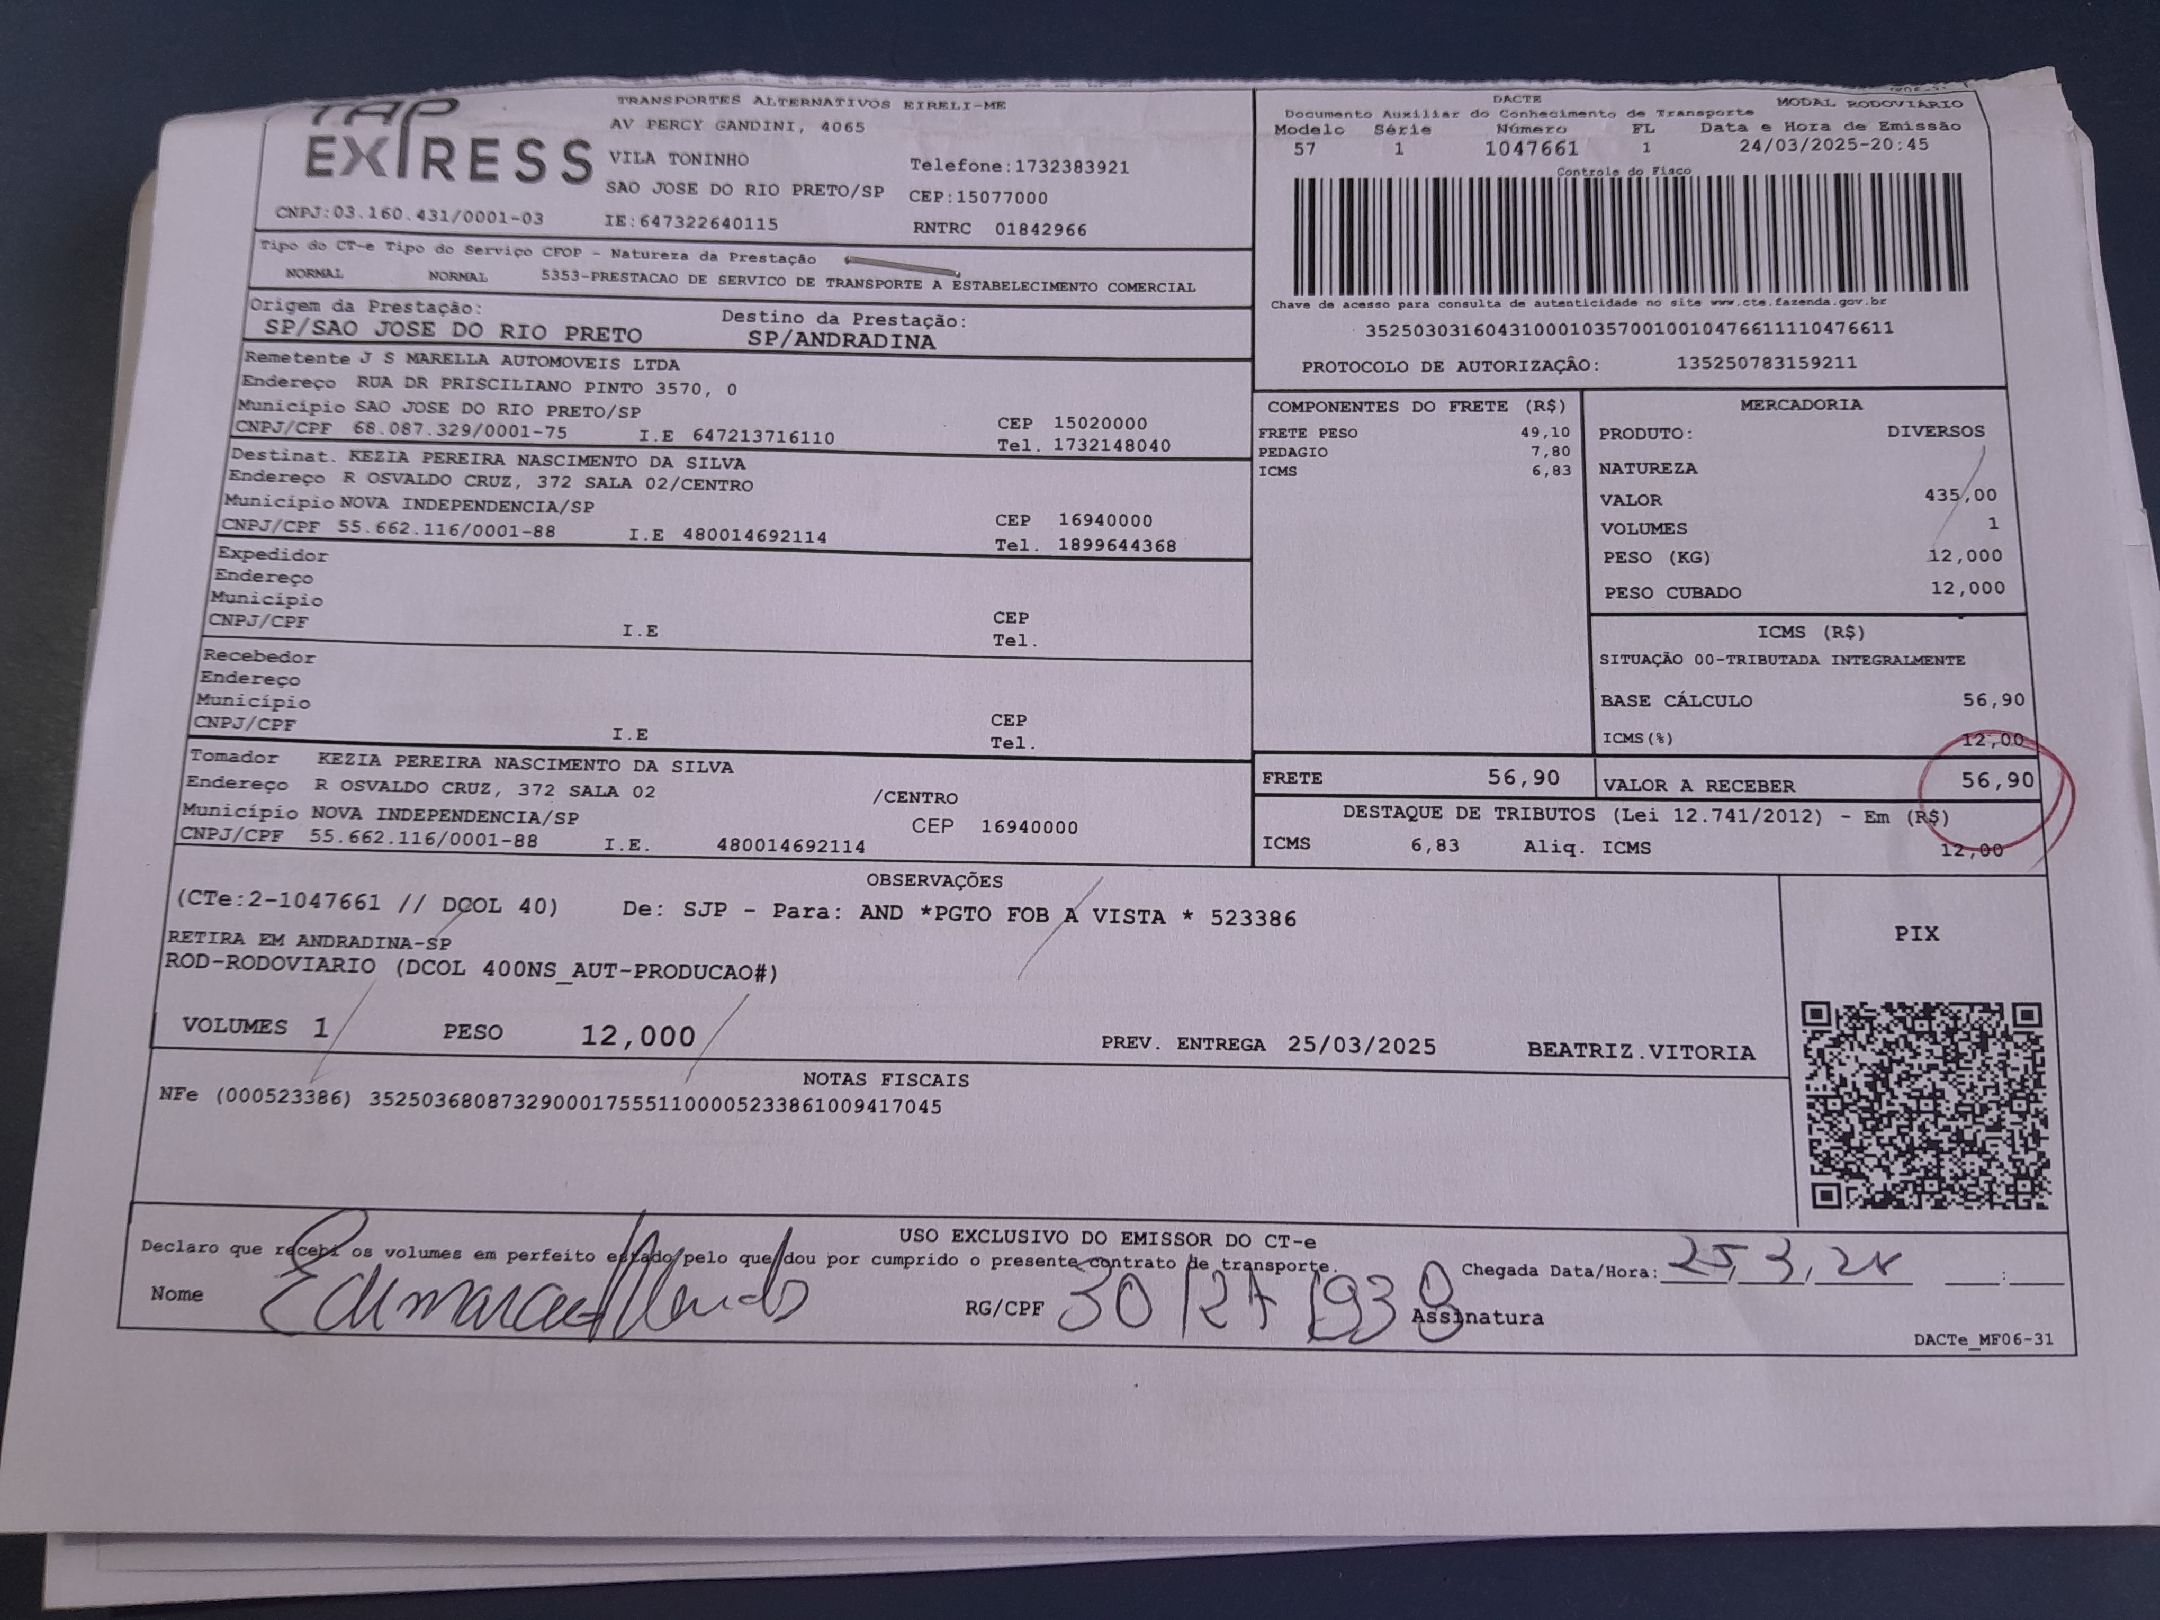 TAP
EXPRESS
TRANSPORTES ALTERNATIVOS EIRELI-ME
AV PERCY GANDINI, 4065
VILA TONINHO
Telefone:1732383921
SAO JOSE DO RIO PRETO/SP
CEP:15077000
CNPJ:03.160.431/0001-03
IE:647322640115
RNTRC 01842966
Tipo do CT-e Tipo do Serviço CFOP - Natureza da Prestação
NORMAL NORMAL 5353-PRESTACAO DE SERVICO DE TRANSPORTE A ESTABELECIMENTO COMERCIAL
Origem da Prestação:
SP/SAO JOSE DO RIO PRETO
Destino da Prestação:
SP/ANDRADINA
Remetente J S MARELLA AUTOMOVEIS LTDA
Endereço RUA DR PRISCILIANO PINTO 3570, 0
Município SAO JOSE DO RIO PRETO/SP
CEP 15020000
CNPJ/CPF 68.087.329/0001-75 I.E 647213716110
Tel. 1732148040
Destinat. KEZIA PEREIRA NASCIMENTO DA SILVA
Endereço R OSVALDO CRUZ, 372 SALA 02/CENTRO
Município NOVA INDEPENDENCIA/SP
CEP 16940000
CNPJ/CPF 55.662.116/0001-88 I.E 480014692114
Tel. 1899644368
Expedidor
Endereço
Município
CEP
CNPJ/CPF I.E
Tel.
Recebedor
Endereço
Município
CEP
CNPJ/CPF I.E
Tel.
Tomador KEZIA PEREIRA NASCIMENTO DA SILVA
Endereço R OSVALDO CRUZ, 372 SALA 02 /CENTRO
Município NOVA INDEPENDENCIA/SP CEP 16940000
CNPJ/CPF 55.662.116/0001-88 I.E. 480014692114
DACTE
MODAL RODOVIÁRIO
Documento Auxiliar do Conhecimento de Transporte
Modelo Série Número FL Data e Hora de Emissão
57 1 1047661 1 24/03/2025-20:45
Controle do Fisco
Chave de acesso para consulta de autenticidade no site www.cte.fazenda.gov.br
35250303160431000103570010010476611110476611
PROTOCOLO DE AUTORIZAÇÃO: 135250783159211
COMPONENTES DO FRETE (R$)
FRETE PESO 49,10
PEDAGIO 7,80
ICMS 6,83
MERCADORIA
PRODUTO: DIVERSOS
NATUREZA
VALOR 435,00
VOLUMES 1
PESO (KG) 12,000
PESO CUBADO 12,000
ICMS (R$)
SITUAÇÃO 00-TRIBUTADA INTEGRALMENTE
BASE CÁLCULO 56,90
ICMS(%) 12,00
FRETE 56,90
VALOR A RECEBER 56,90
DESTAQUE DE TRIBUTOS (Lei 12.741/2012) - Em (R$)
ICMS 6,83 Aliq. ICMS 12,00
OBSERVAÇÕES
(CTe:2-1047661 // DCOL 40) De: SJP - Para: AND *PGTO FOB A VISTA * 523386
RETIRA EM ANDRADINA-SP
ROD-RODOVIARIO (DCOL 400NS_AUT-PRODUCAO#)
PIX
VOLUMES 1 PESO 12,000 PREV. ENTREGA 25/03/2025 BEATRIZ.VITORIA
NOTAS FISCAIS
NFe (000523386) 35250368087329000175551100005233861009417045
USO EXCLUSIVO DO EMISSOR DO CT-e
Declaro que recebi os volumes em perfeito estado pelo que dou por cumprido o presente contrato de transporte.
Chegada Data/Hora: 25, 3,
Nome
RG/CPF
Assinatura
DACTe_MF06-31